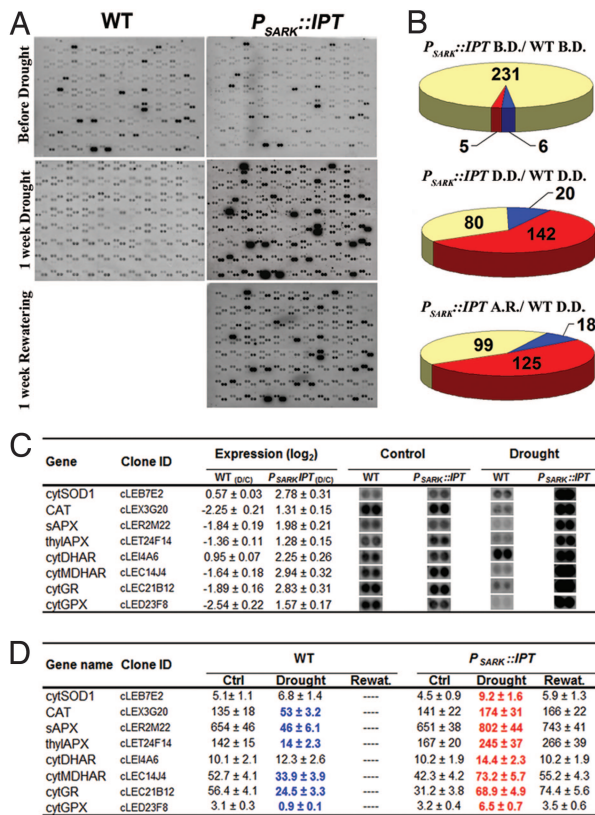 A
WT
P_SARK::IPT
Before Drought
1 week Drought
1 week Rewatering
B
P_SARK::IPT B.D./ WT B.D.
231
5
6
P_SARK::IPT D.D./ WT D.D.
20
80
142
P_SARK::IPT A.R./ WT D.D.
18
99
125
C
Gene Clone ID Expression (log2) Control Drought
WT (D/C) P_SARK IPT (D/C) WT P_SARK::IPT WT P_SARK::IPT
cytSOD1 cLEB7E2 0.57 ± 0.03 2.78 ± 0.31
CAT cLEX3G20 -2.25 ± 0.21 1.31 ± 0.15
sAPX cLER2M22 -1.84 ± 0.19 1.98 ± 0.21
thylAPX cLET24F14 -1.36 ± 0.11 1.28 ± 0.15
cytDHAR cLEI4A6 0.95 ± 0.07 2.25 ± 0.26
cytMDHAR cLEC14J4 -1.64 ± 0.18 2.94 ± 0.32
cytGR cLEC21B12 -1.89 ± 0.16 2.83 ± 0.31
cytGPX cLED23F8 -2.54 ± 0.22 1.57 ± 0.17
D
Gene name Clone ID WT P_SARK::IPT
Ctrl Drought Rewat. Ctrl Drought Rewat.
cytSOD1 cLEB7E2 5.1± 1.1 6.8 ± 1.4 ---- 4.5 ± 0.9 9.2 ± 1.6 5.9 ± 1.3
CAT cLEX3G20 135 ± 18 53 ± 3.2 ---- 141 ± 22 174 ± 31 166 ± 22
sAPX cLER2M22 654 ± 46 46 ± 6.1 ---- 651 ± 38 802 ± 44 743 ± 41
thylAPX cLET24F14 142 ± 15 14 ± 2.3 ---- 167 ± 20 245 ± 37 266 ± 39
cytDHAR cLEI4A6 10.1 ± 2.1 12.3 ± 2.6 ---- 10.2 ± 1.9 14.4 ± 2.3 10.2 ± 1.9
cytMDHAR cLEC14J4 52.7 ± 4.1 33.9 ± 3.9 ---- 42.3 ± 4.2 73.2 ± 5.7 55.2 ± 4.3
cytGR cLEC21B12 56.4 ± 4.1 24.5 ± 3.3 ---- 31.2 ± 3.8 68.9 ± 4.9 74.4 ± 5.6
cytGPX cLED23F8 3.1 ± 0.3 0.9 ± 0.1 ---- 3.2 ± 0.4 6.5 ± 0.7 3.5 ± 0.6